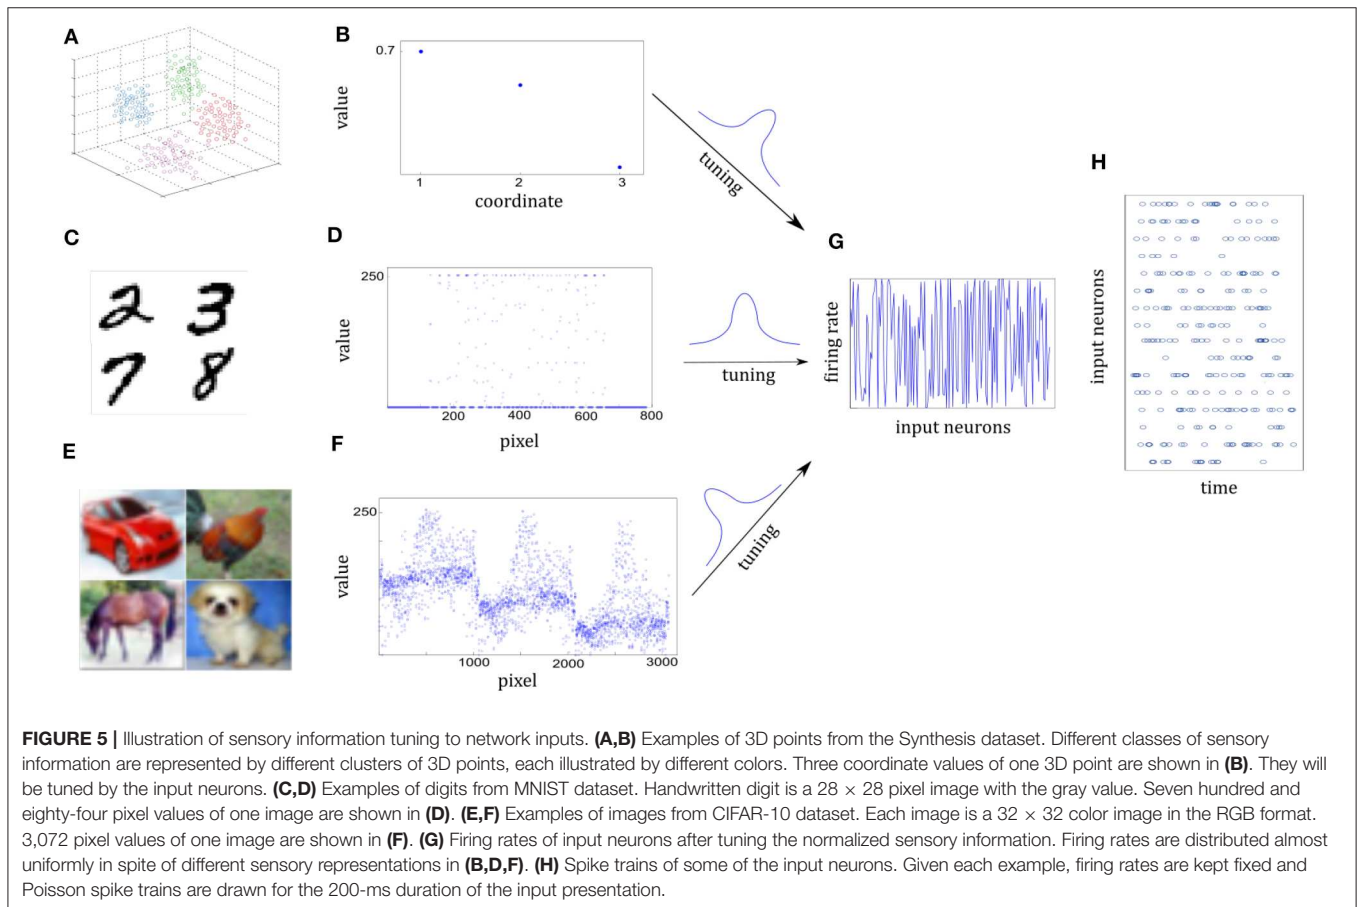 A
B
0.7
value
1 2 3
coordinate
tuning
H
input neurons
time
C
D
250
value
200 400 600 800
pixel
tuning
G
firing rate
input neurons
E
F
250
value
1000 2000 3000
pixel
tuning
FIGURE 5 | Illustration of sensory information tuning to network inputs. (A,B) Examples of 3D points from the Synthesis dataset. Different classes of sensory
information are represented by different clusters of 3D points, each illustrated by different colors. Three coordinate values of one 3D point are shown in (B). They will
be tuned by the input neurons. (C,D) Examples of digits from MNIST dataset. Handwritten digit is a 28 × 28 pixel image with the gray value. Seven hundred and
eighty-four pixel values of one image are shown in (D). (E,F) Examples of images from CIFAR-10 dataset. Each image is a 32 × 32 color image in the RGB format.
3,072 pixel values of one image are shown in (F). (G) Firing rates of input neurons after tuning the normalized sensory information. Firing rates are distributed almost
uniformly in spite of different sensory representations in (B,D,F). (H) Spike trains of some of the input neurons. Given each example, firing rates are kept fixed and
Poisson spike trains are drawn for the 200-ms duration of the input presentation.
2 3
7 8